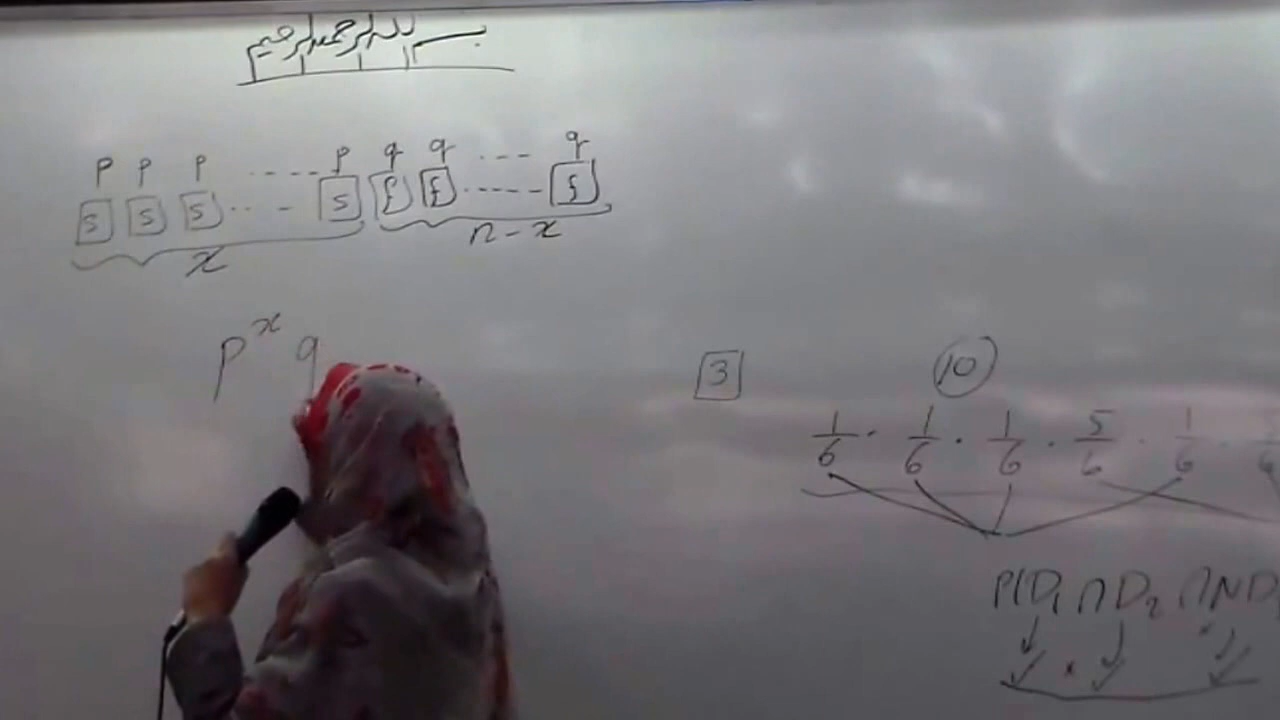 بسم الله الرحمن الرحيم
p p p ..... p q q .... q
s s s ... s f f ..... f
x n-x
p^x q
3 10
1/6 · 1/6 · 1/6 · 5/6 · 1/6 ·
P(D₁ ∩ D₂ ∩ ND